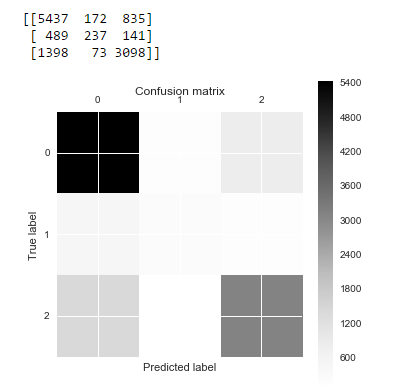 [[5437 172 835]
[ 489 237 141]
[1398 73 3098]]
Confusion matrix
0 1 2
0
1
2
True label
Predicted label
5400
4800
4200
3600
3000
2400
1800
1200
600